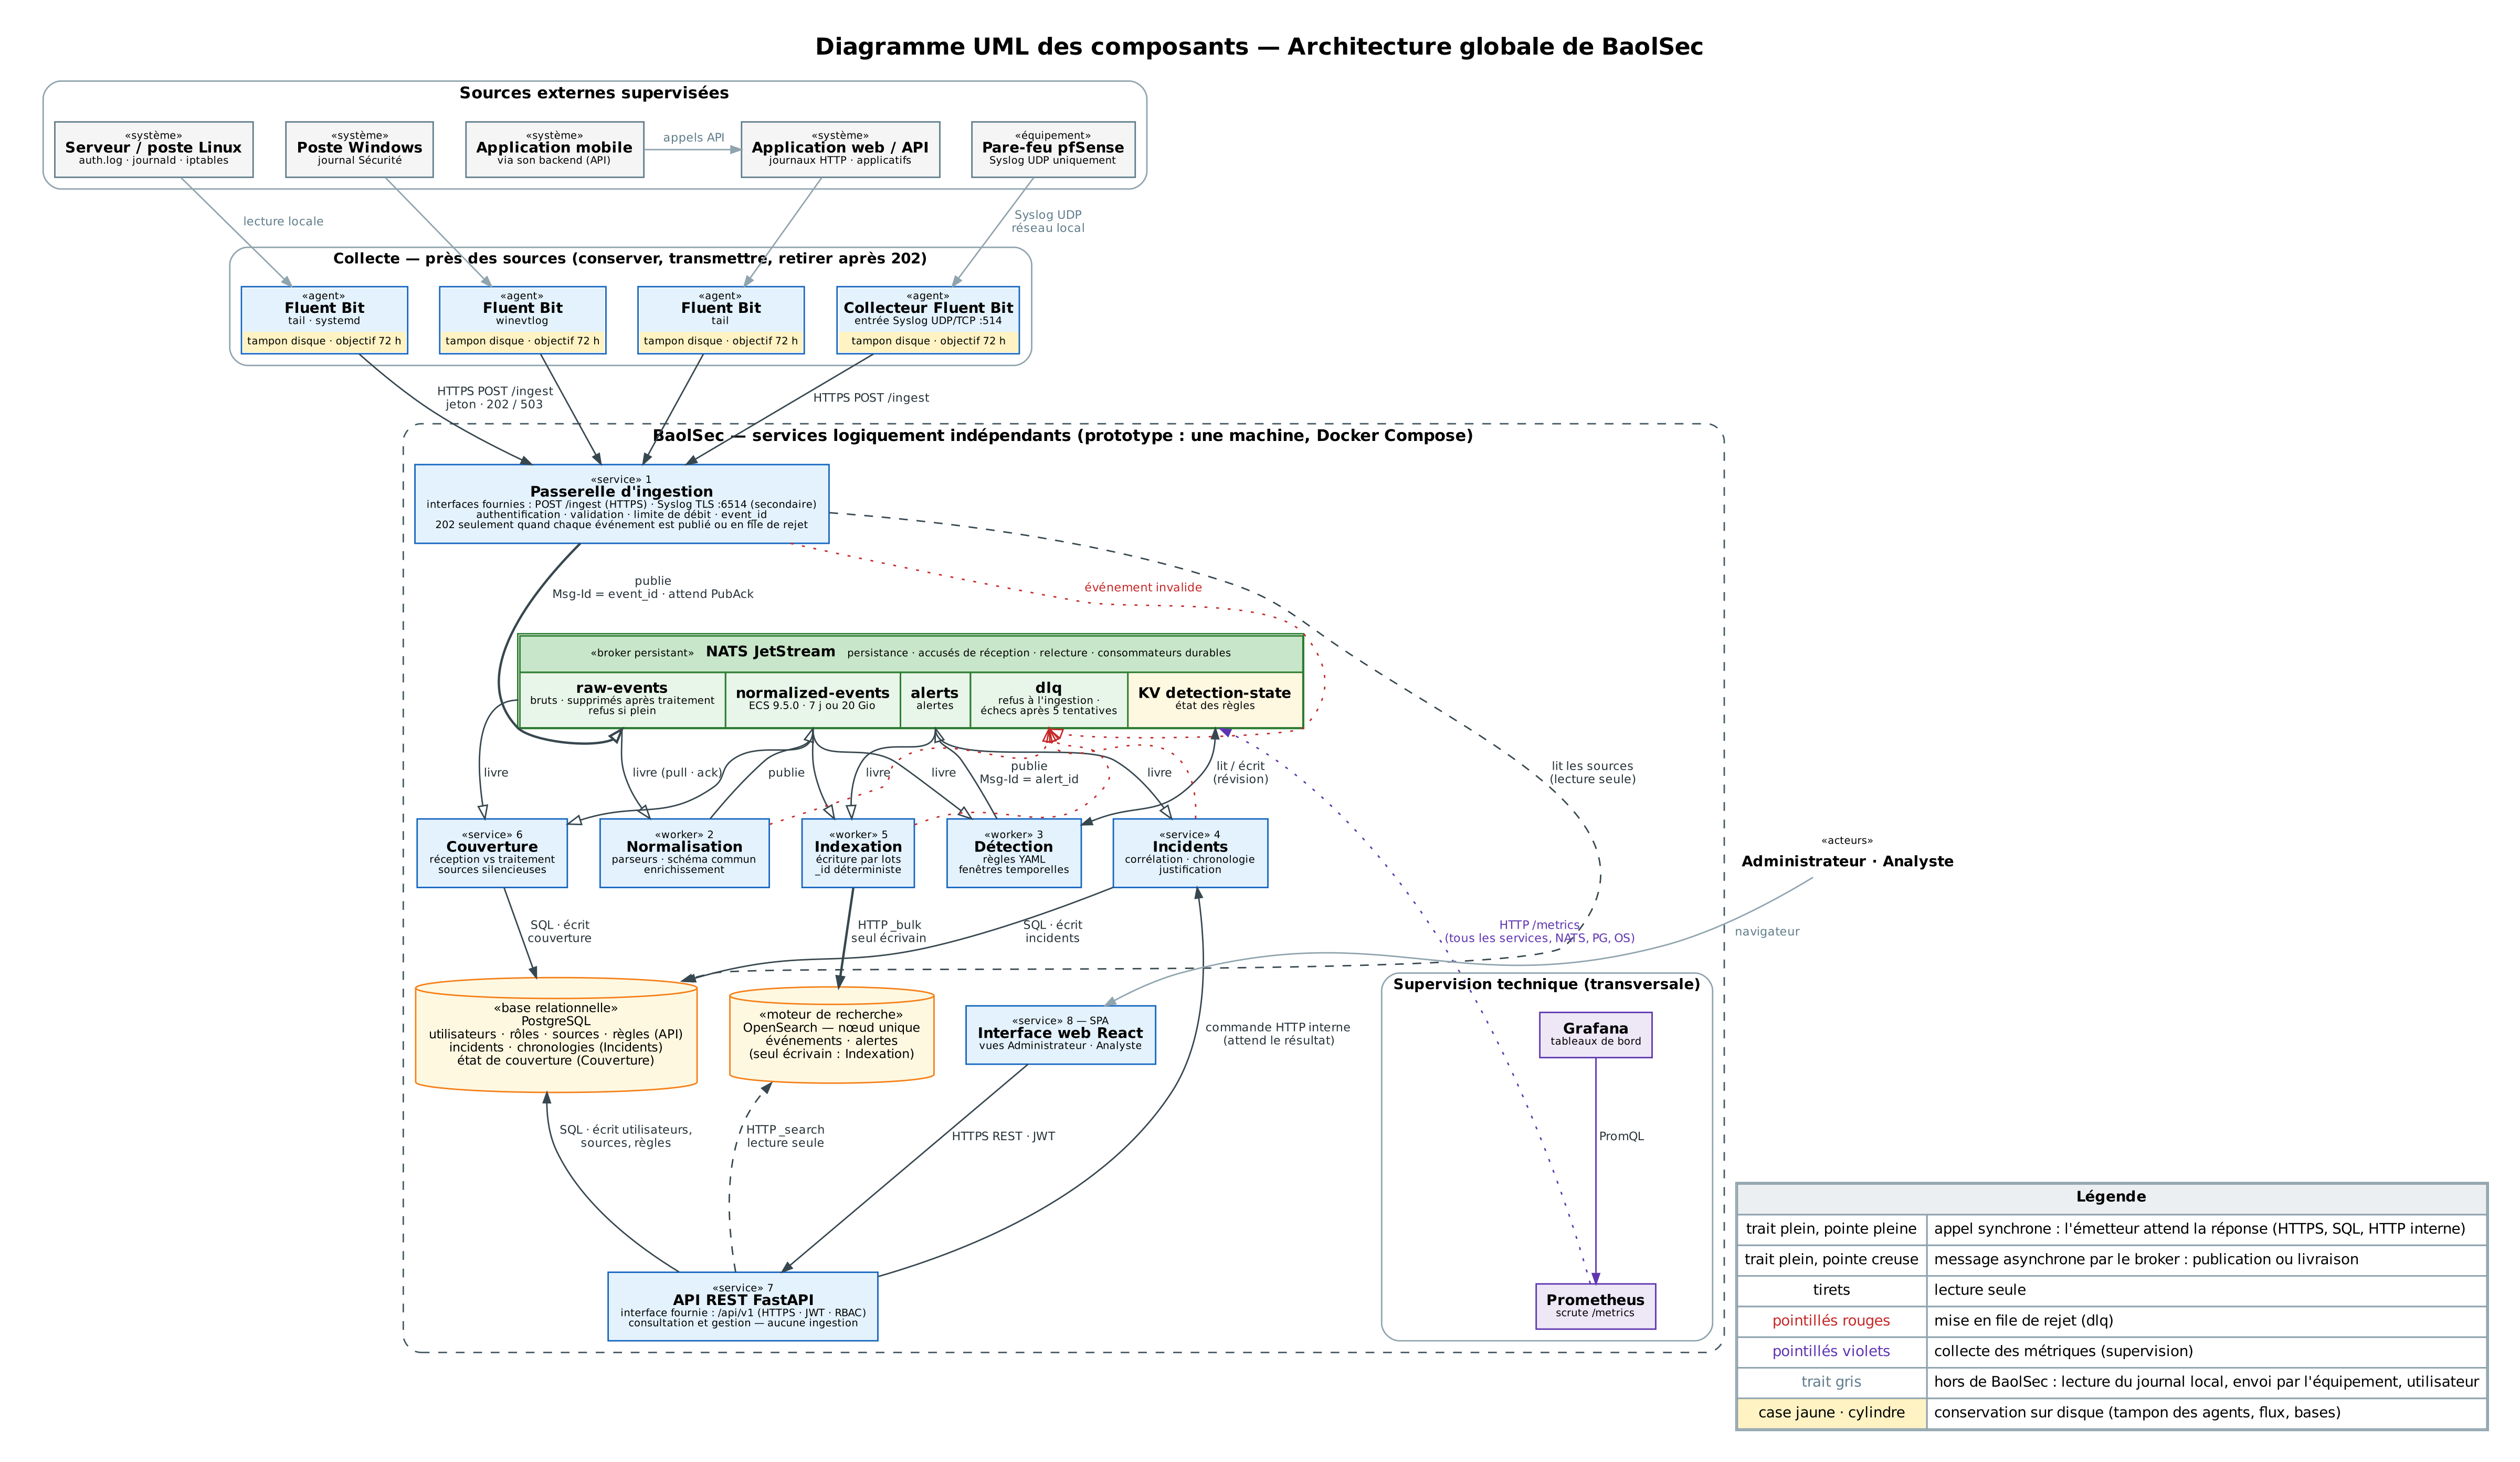 Diagramme UML des composants — Architecture globale de BaolSec
Sources externes supervisées
«système»
Serveur / poste Linux
auth.log · journald · iptables
«système»
Poste Windows
journal Sécurité
«système»
Application mobile
via son backend (API)
appels API
«système»
Application web / API
journaux HTTP · applicatifs
«équipement»
Pare-feu pfSense
Syslog UDP uniquement
lecture locale
Syslog UDP
réseau local
Collecte — près des sources (conserver, transmettre, retirer après 202)
«agent»
Fluent Bit
tail · systemd
tampon disque · objectif 72 h
«agent»
Fluent Bit
winevtlog
tampon disque · objectif 72 h
«agent»
Fluent Bit
tail
tampon disque · objectif 72 h
«agent»
Collecteur Fluent Bit
entrée Syslog UDP/TCP :514
tampon disque · objectif 72 h
HTTPS POST /ingest
jeton · 202 / 503
HTTPS POST /ingest
BaolSec — services logiquement indépendants (prototype : une machine, Docker Compose)
«service» 1
Passerelle d'ingestion
interfaces fournies : POST /ingest (HTTPS) · Syslog TLS :6514 (secondaire)
authentification · validation · limite de débit · event_id
202 seulement quand chaque événement est publié ou en file de rejet
publie
Msg-Id = event_id · attend PubAck
événement invalide
«broker persistant» NATS JetStream persistance · accusés de réception · relecture · consommateurs durables
raw-events
bruts · supprimés après traitement
refus si plein
normalized-events
ECS 9.5.0 · 7 j ou 20 Gio
alerts
alertes
dlq
refus à l'ingestion ·
échecs après 5 tentatives
KV detection-state
état des règles
livre
livre (pull · ack)
publie
livre
livre
publie
Msg-Id = alert_id
livre
lit / écrit
(révision)
lit les sources
(lecture seule)
«service» 6
Couverture
réception vs traitement
sources silencieuses
«worker» 2
Normalisation
parseurs · schéma commun
enrichissement
«worker» 5
Indexation
écriture par lots
_id déterministe
«worker» 3
Détection
règles YAML
fenêtres temporelles
«service» 4
Incidents
corrélation · chronologie
justification
«acteurs»
Administrateur · Analyste
SQL · écrit
couverture
HTTP _bulk
seul écrivain
SQL · écrit
incidents
HTTP /metrics
(tous les services, NATS, PG, OS)
navigateur
«base relationnelle»
PostgreSQL
utilisateurs · rôles · sources · règles (API)
incidents · chronologies (Incidents)
état de couverture (Couverture)
«moteur de recherche»
OpenSearch — nœud unique
événements · alertes
(seul écrivain : Indexation)
«service» 8 — SPA
Interface web React
vues Administrateur · Analyste
commande HTTP interne
(attend le résultat)
Supervision technique (transversale)
Grafana
tableaux de bord
SQL · écrit utilisateurs,
sources, règles
HTTP _search
lecture seule
HTTPS REST · JWT
PromQL
«service» 7
API REST FastAPI
interface fournie : /api/v1 (HTTPS · JWT · RBAC)
consultation et gestion — aucune ingestion
Prometheus
scrute /metrics
Légende
trait plein, pointe pleine appel synchrone : l'émetteur attend la réponse (HTTPS, SQL, HTTP interne)
trait plein, pointe creuse message asynchrone par le broker : publication ou livraison
tirets lecture seule
pointillés rouges mise en file de rejet (dlq)
pointillés violets collecte des métriques (supervision)
trait gris hors de BaolSec : lecture du journal local, envoi par l'équipement, utilisateur
case jaune · cylindre conservation sur disque (tampon des agents, flux, bases)